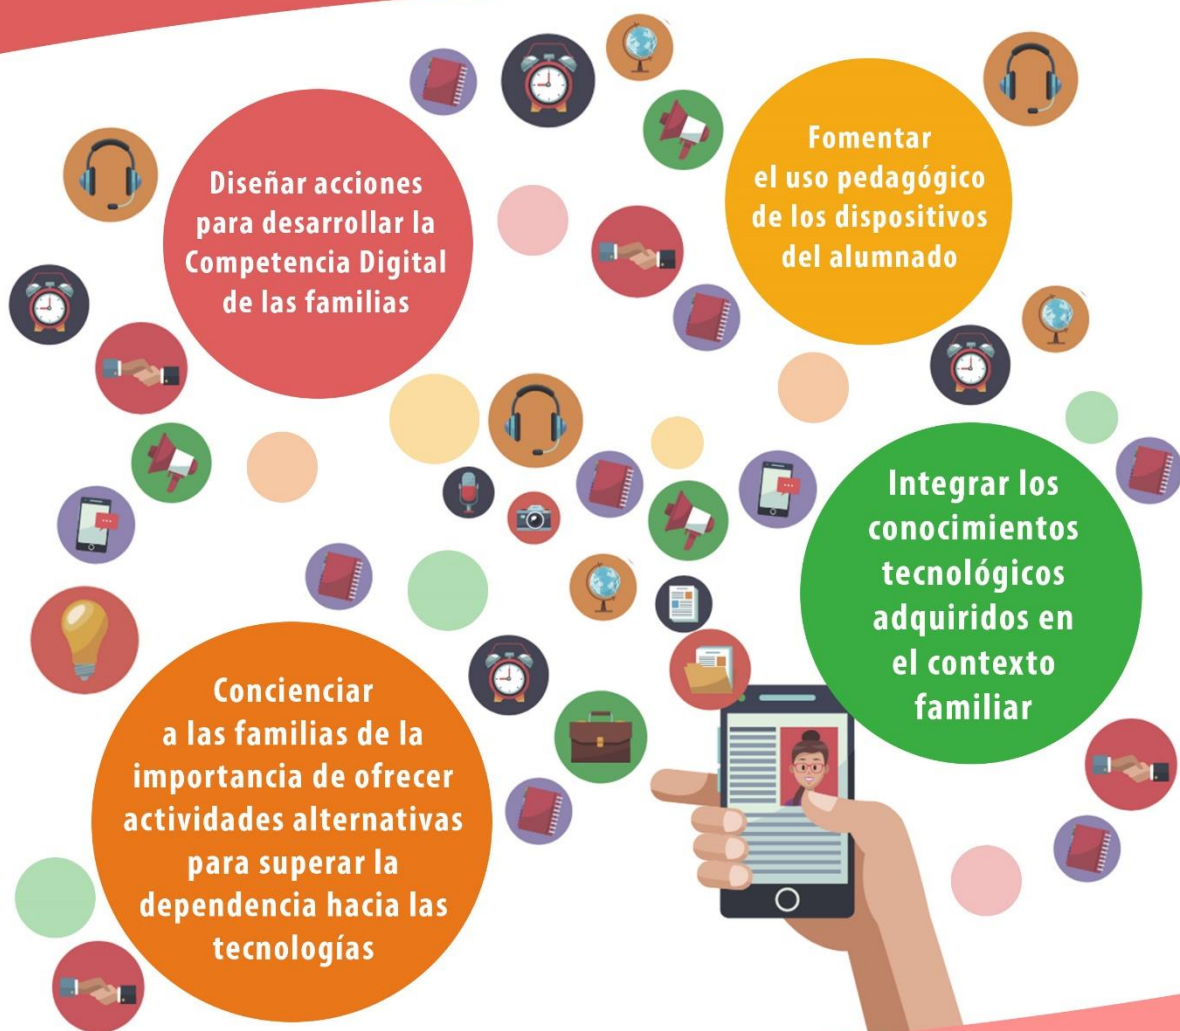 Diseñar acciones
para desarrollar la
Competencia Digital
de las familias
Fomentar
el uso pedagógico
de los dispositivos
del alumnado
Integrar los
conocimientos
tecnológicos
adquiridos en
el contexto
familiar
Concienciar
a las familias de la
importancia de ofrecer
actividades alternativas
para superar la
dependencia hacia las
tecnologías